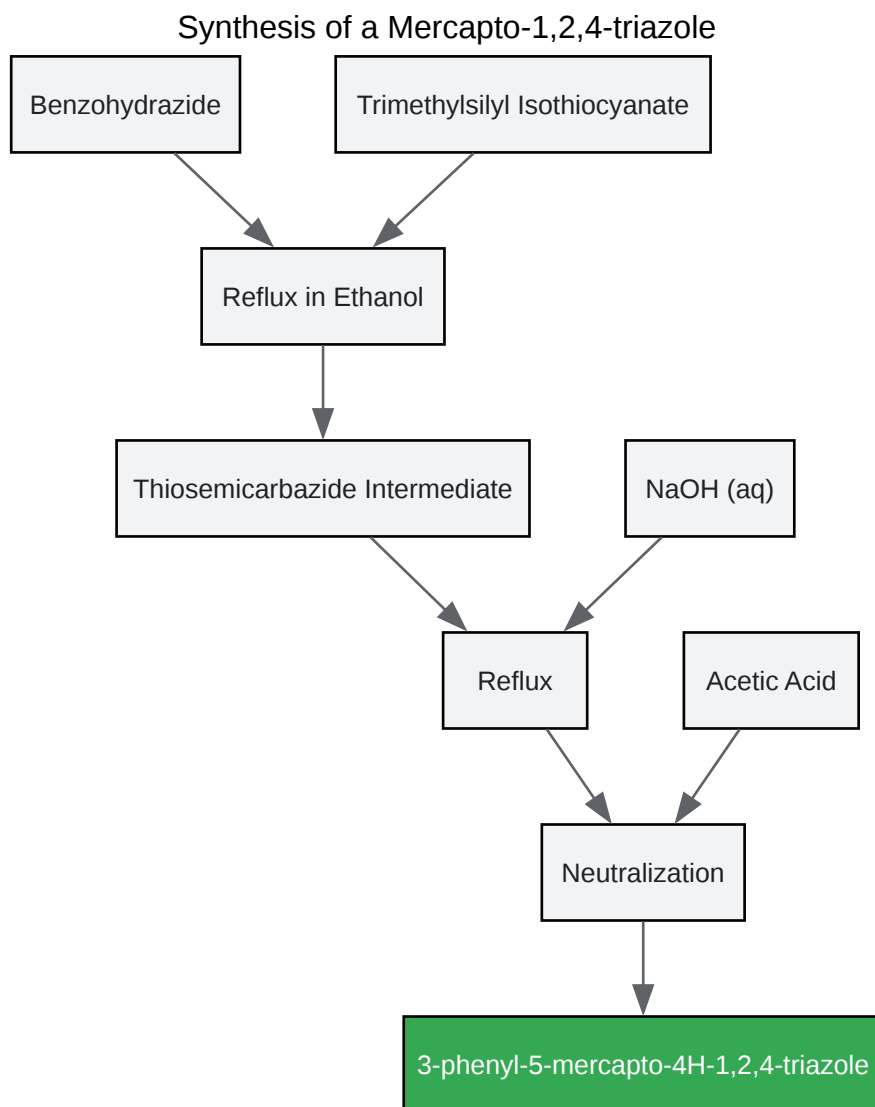 Synthesis of a Mercapto-1,2,4-triazole
Benzohydrazide
Trimethylsilyl Isothiocyanate
Reflux in Ethanol
Thiosemicarbazide Intermediate
NaOH (aq)
Reflux
Acetic Acid
Neutralization
3-phenyl-5-mercapto-4H-1,2,4-triazole